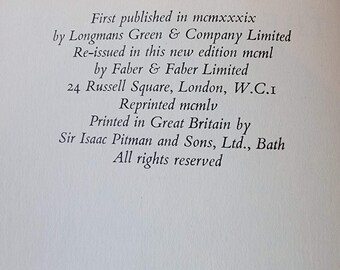 First published in mcmxxxix
by Longmans Green & Company Limited
Re-issued in this new edition mcml
by Faber & Faber Limited
24 Russell Square, London, W.C.1
Reprinted mcmlv
Printed in Great Britain by
Sir Isaac Pitman and Sons, Ltd., Bath
All rights reserved